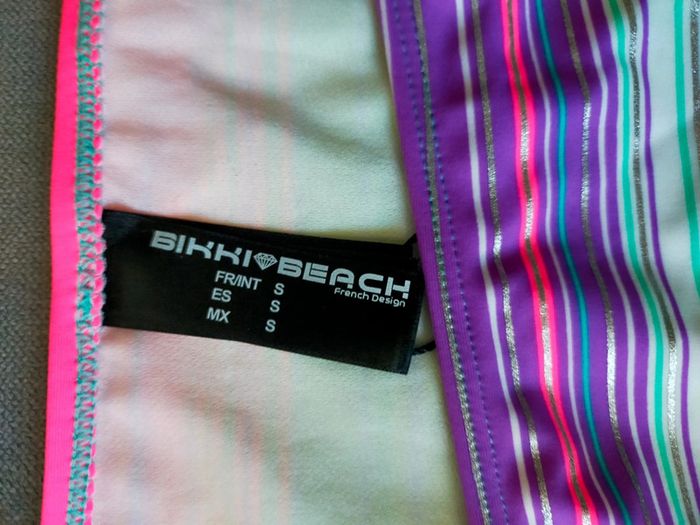 BIKKI BEACH
French Design
FR/INT S
ES S
MX S